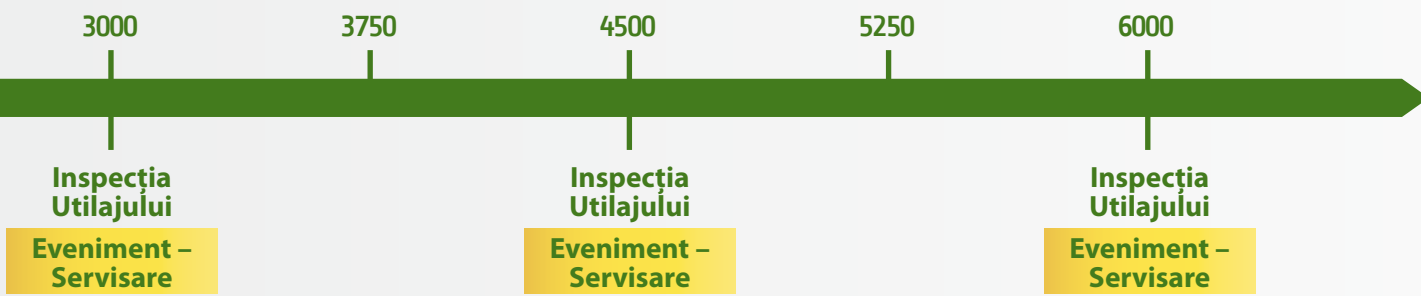 3000 3750 4500 5250 6000
Inspecția Inspecția Inspecția
Utilajului Utilajului Utilajului
Eveniment – Eveniment – Eveniment –
Servisare Servisare Servisare